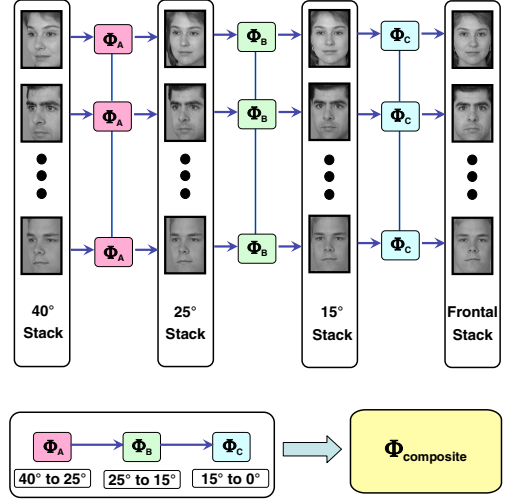 ΦA ΦB ΦC
ΦA ΦB ΦC
ΦA ΦB ΦC
40° 25° 15° Frontal
Stack Stack Stack Stack
ΦA ΦB ΦC
40° to 25° 25° to 15° 15° to 0°
Φcomposite